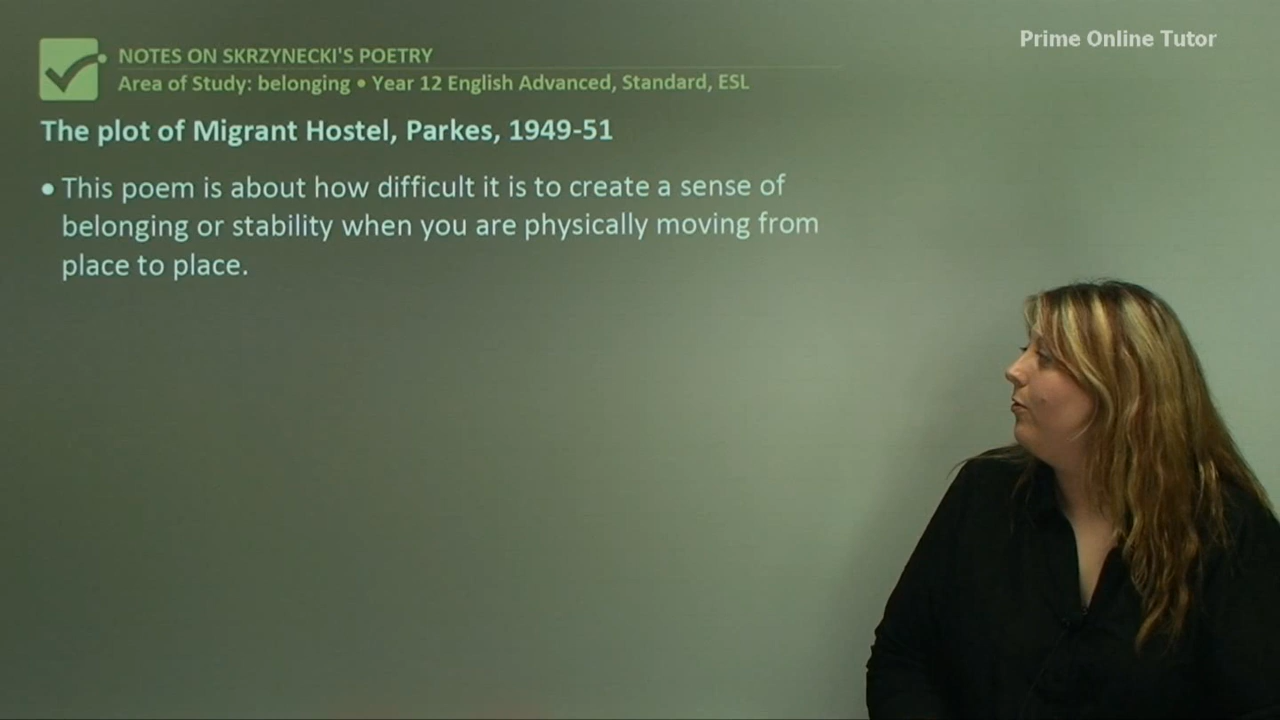 Prime Online Tutor
NOTES ON SKRZYNECKI'S POETRY
Area of Study: belonging • Year 12 English Advanced, Standard, ESL
The plot of Migrant Hostel, Parkes, 1949-51
• This poem is about how difficult it is to create a sense of
belonging or stability when you are physically moving from
place to place.